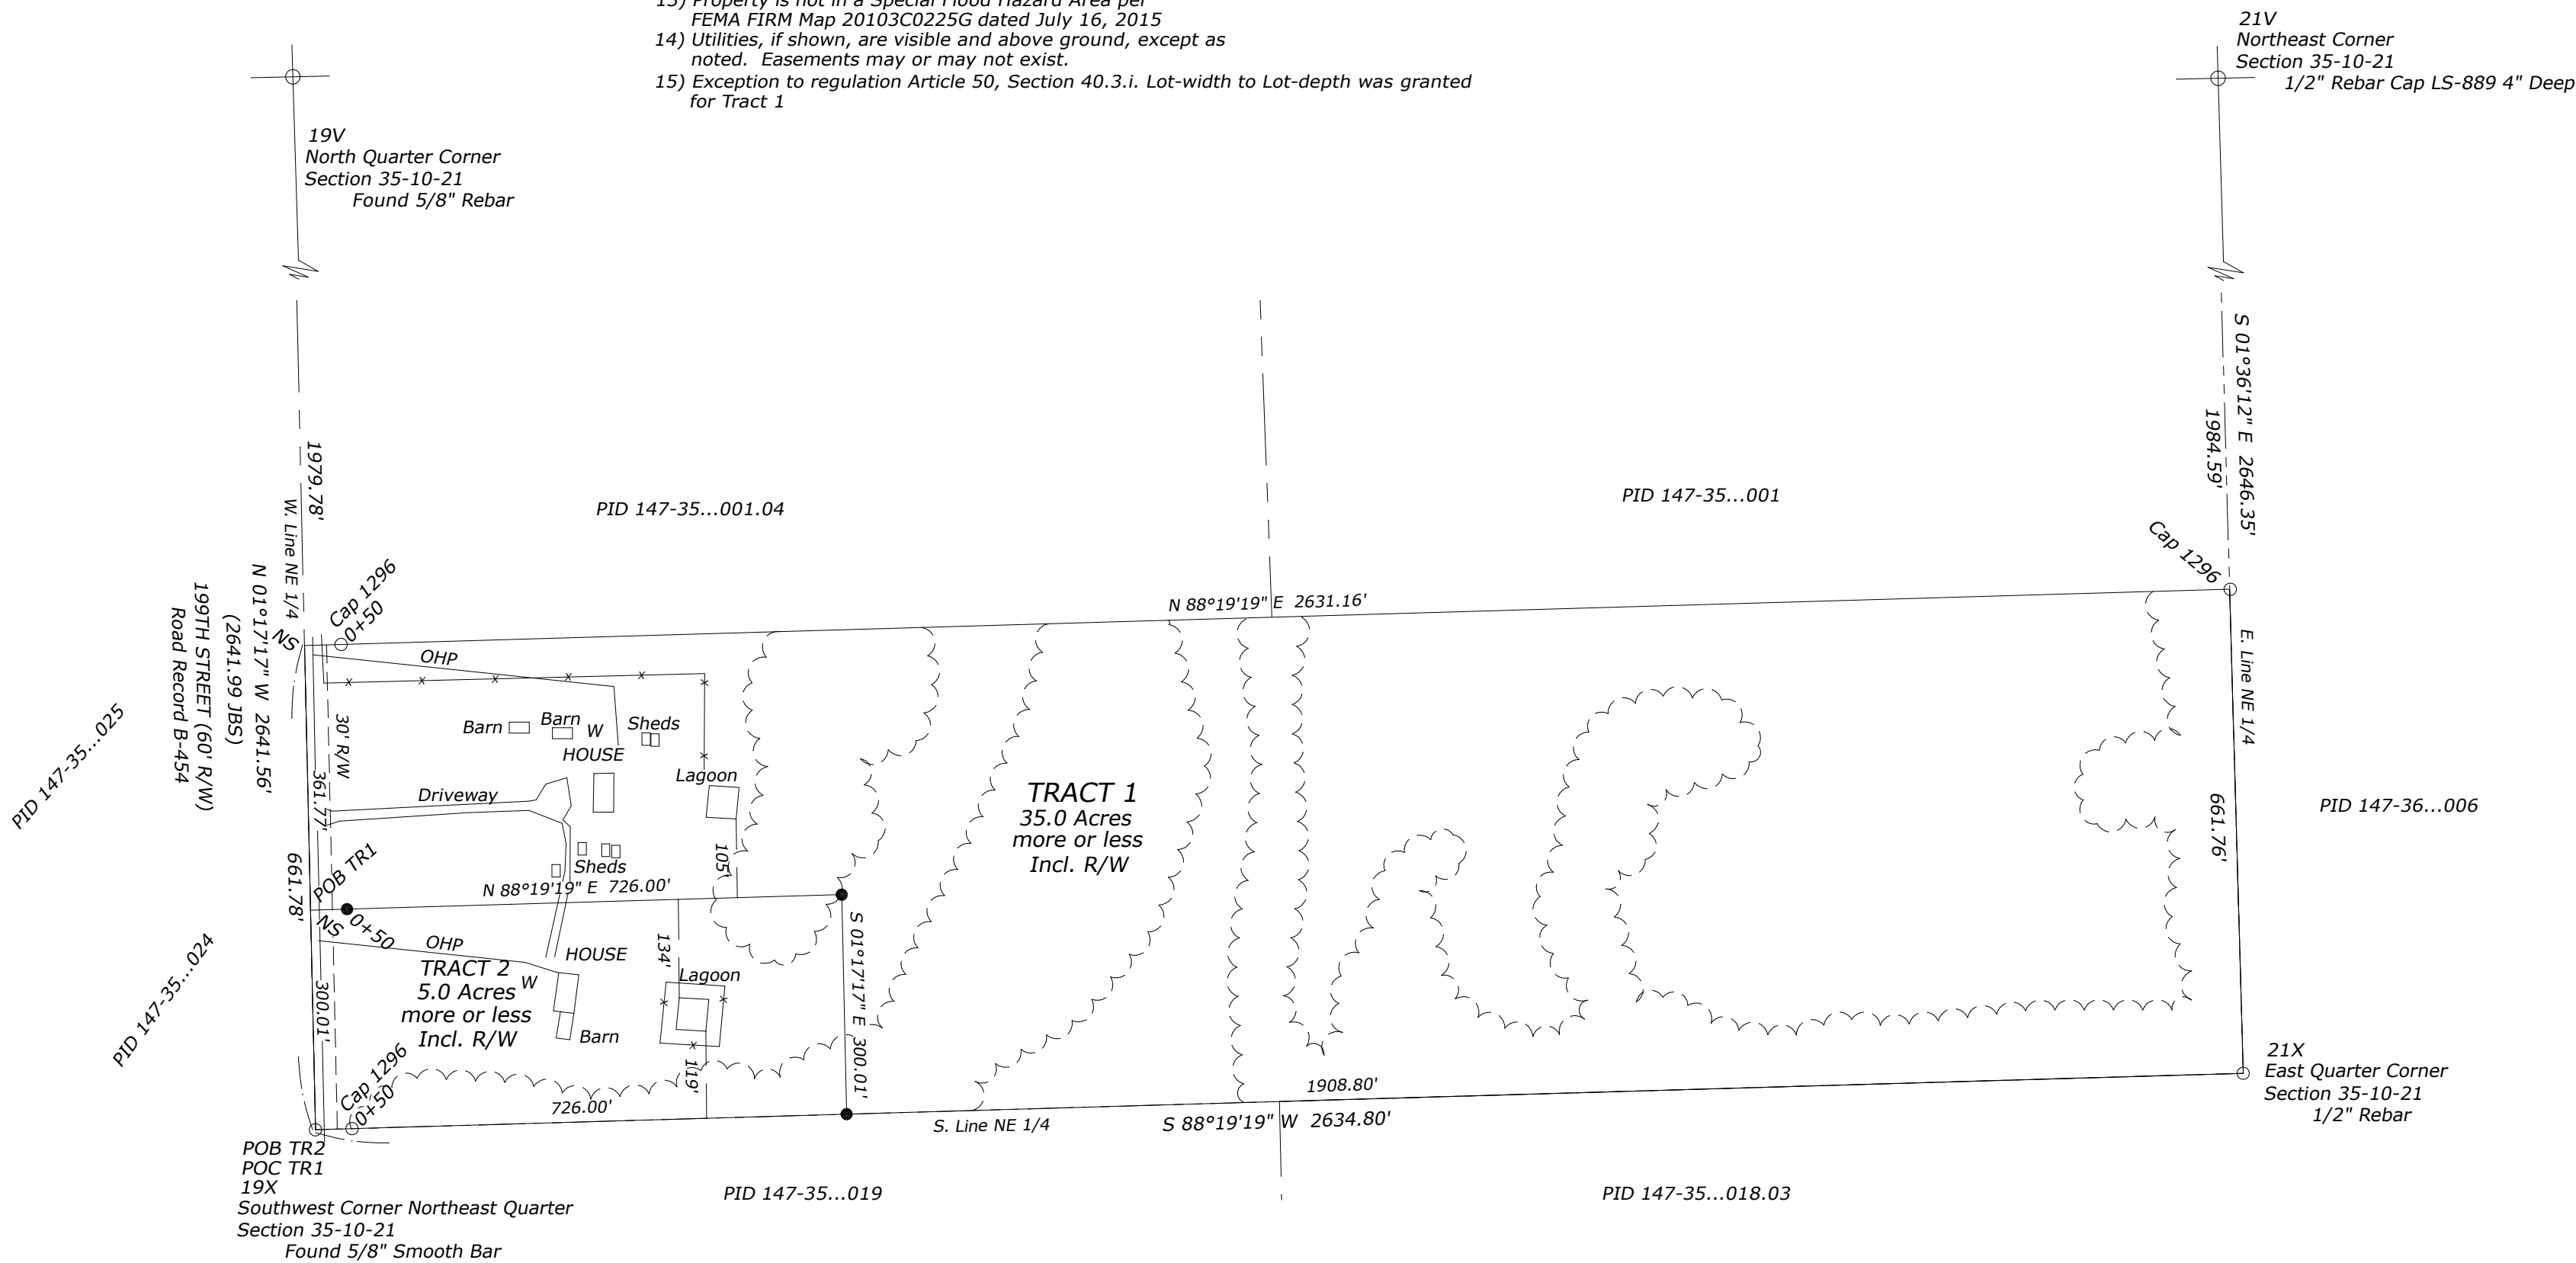 13) Property is not in a Special Flood Hazard Area per
FEMA FIRM Map 20103C0225G dated July 16, 2015
14) Utilities, if shown, are visible and above ground, except as
noted. Easements may or may not exist.
15) Exception to regulation Article 50, Section 40.3.i. Lot-width to Lot-depth was granted
for Tract 1
21V
Northeast Corner
Section 35-10-21
1/2" Rebar Cap LS-889 4" Deep
19V
North Quarter Corner
Section 35-10-21
Found 5/8" Rebar
S 01°36'12" E 2646.35'
1984.59'
1979.78'
W. Line NE 1/4
PID 147-35...001.04
PID 147-35...001
Cap 1296
Cap 1296
0+50
NS
N 01°17'17" W 2641.56'
(2641.99 JBS)
199TH STREET (60' R/W)
Road Record B-454
N 88°19'19" E 2631.16'
E. Line NE 1/4
OHP
30' R/W
Barn
Barn
W
Sheds
HOUSE
Lagoon
Driveway
TRACT 1
35.0 Acres
more or less
Incl. R/W
PID 147-35...025
361.77'
661.78'
661.76'
PID 147-36...006
105'
Sheds
POB TR1
N 88°19'19" E 726.00'
NS
0+50
OHP
HOUSE
134'
Lagoon
S 01°17'17" E 300.01'
TRACT 2
5.0 Acres
more or less
Incl. R/W
W
Barn
300.01'
PID 147-35...024
Cap 1296
0+50
119'
726.00'
1908.80'
S. Line NE 1/4
S 88°19'19" W 2634.80'
21X
East Quarter Corner
Section 35-10-21
1/2" Rebar
POB TR2
POC TR1
19X
Southwest Corner Northeast Quarter
Section 35-10-21
Found 5/8" Smooth Bar
PID 147-35...019
PID 147-35...018.03